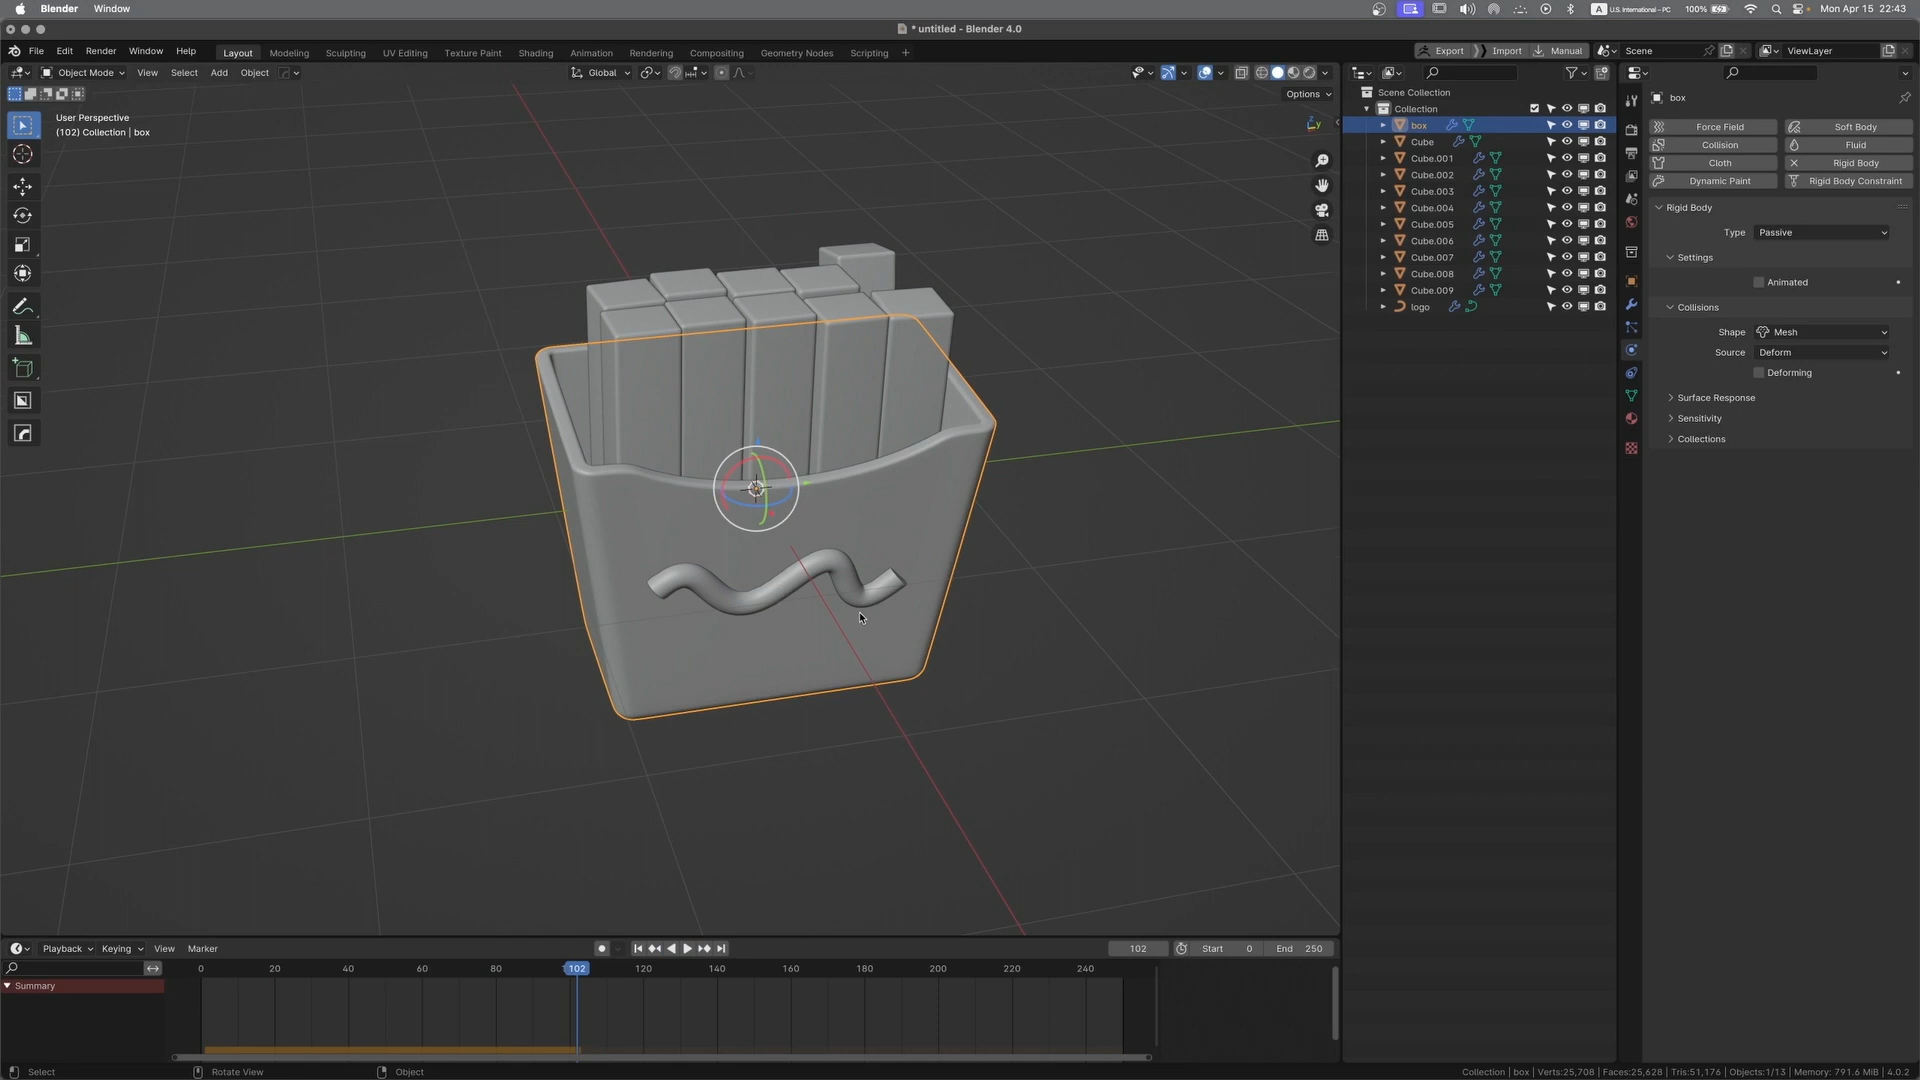 Blender Window
A U.S. International – PC 100% Mon Apr 15 22:43
* untitled - Blender 4.0
File Edit Render Window Help
Layout Modeling Sculpting UV Editing Texture Paint Shading Animation Rendering Compositing Geometry Nodes Scripting +
Export Import Manual Scene ViewLayer
Object Mode View Select Add Object
Global
Options
User Perspective
(102) Collection | box
Scene Collection
Collection
box
Cube
Cube.001
Cube.002
Cube.003
Cube.004
Cube.005
Cube.006
Cube.007
Cube.008
Cube.009
logo
box
Force Field Soft Body
Collision Fluid
Cloth Rigid Body
Dynamic Paint Rigid Body Constraint
Rigid Body
Type Passive
Settings
Animated
Collisions
Shape Mesh
Source Deform
Deforming
Surface Response
Sensitivity
Collections
Playback Keying View Marker
102 Start 0 End 250
0 20 40 60 80 102 120 140 160 180 200 220 240
Summary
Select Rotate View Object
Collection | box | Verts:25,708 | Faces:25,628 | Tris:51,176 | Objects:1/13 | Memory: 791.6 MiB | 4.0.2